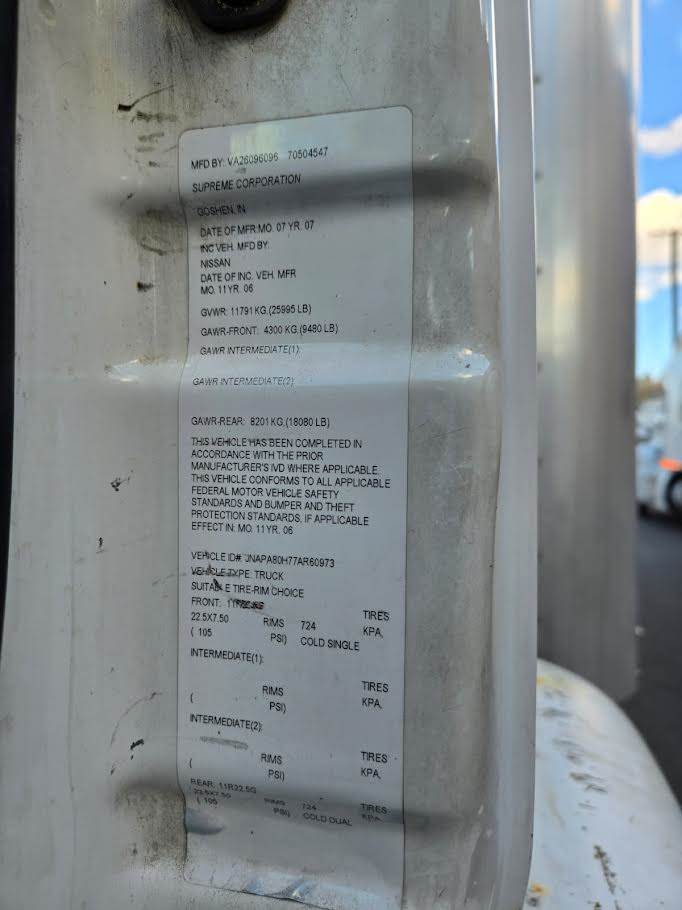 MFD BY: VA26096096 70504547
SUPREME CORPORATION
GOSHEN, IN
DATE OF MFR:MO. 07 YR. 07
INC VEH. MFD BY:
NISSAN
DATE OF INC. VEH. MFR
MO. 11 YR. 06
GVWR: 11791 KG.(25995 LB)
GAWR-FRONT: 4300 KG.(9480 LB)
GAWR INTERMEDIATE(1):
GAWR INTERMEDIATE(2):
GAWR-REAR: 8201 KG.(18080 LB)
THIS VEHICLE HAS BEEN COMPLETED IN
ACCORDANCE WITH THE PRIOR
MANUFACTURER'S IVD WHERE APPLICABLE.
THIS VEHICLE CONFORMS TO ALL APPLICABLE
FEDERAL MOTOR VEHICLE SAFETY
STANDARDS AND BUMPER AND THEFT
PROTECTION STANDARDS, IF APPLICABLE
EFFECT IN: MO. 11 YR. 06
VEHICLE ID# JNAPA80H77AR60973
VEHICLE TYPE: TRUCK
SUITABLE TIRE-RIM CHOICE
FRONT: TIRES
22.5X7.50 RIMS 724 KPA,
( 105 PSI) COLD SINGLE
INTERMEDIATE(1):
TIRES
RIMS KPA,
( PSI)
INTERMEDIATE(2):
TIRES
RIMS KPA,
( PSI)
REAR: 11R22.5G TIRES
22.5X7.50 RIMS 724 KPA,
( 105 PSI) COLD DUAL